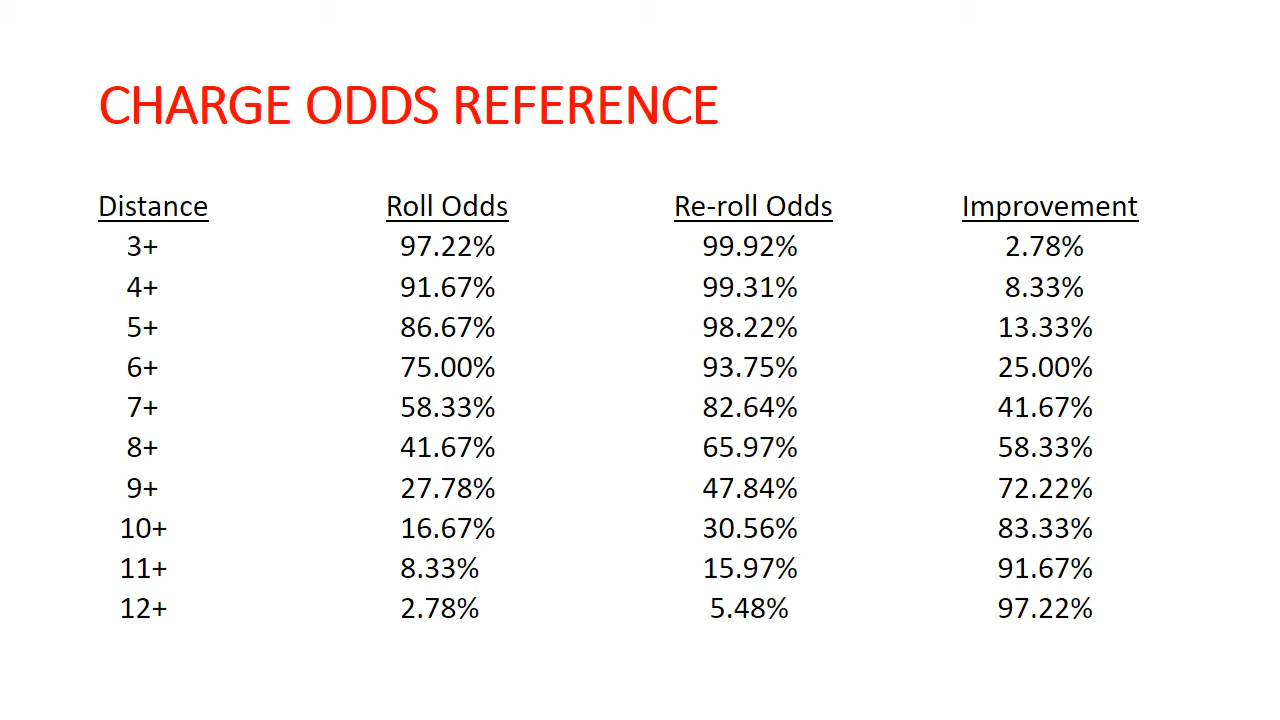 CHARGE ODDS REFERENCE
Distance Roll Odds Re-roll Odds Improvement
3+ 97.22% 99.92% 2.78%
4+ 91.67% 99.31% 8.33%
5+ 86.67% 98.22% 13.33%
6+ 75.00% 93.75% 25.00%
7+ 58.33% 82.64% 41.67%
8+ 41.67% 65.97% 58.33%
9+ 27.78% 47.84% 72.22%
10+ 16.67% 30.56% 83.33%
11+ 8.33% 15.97% 91.67%
12+ 2.78% 5.48% 97.22%